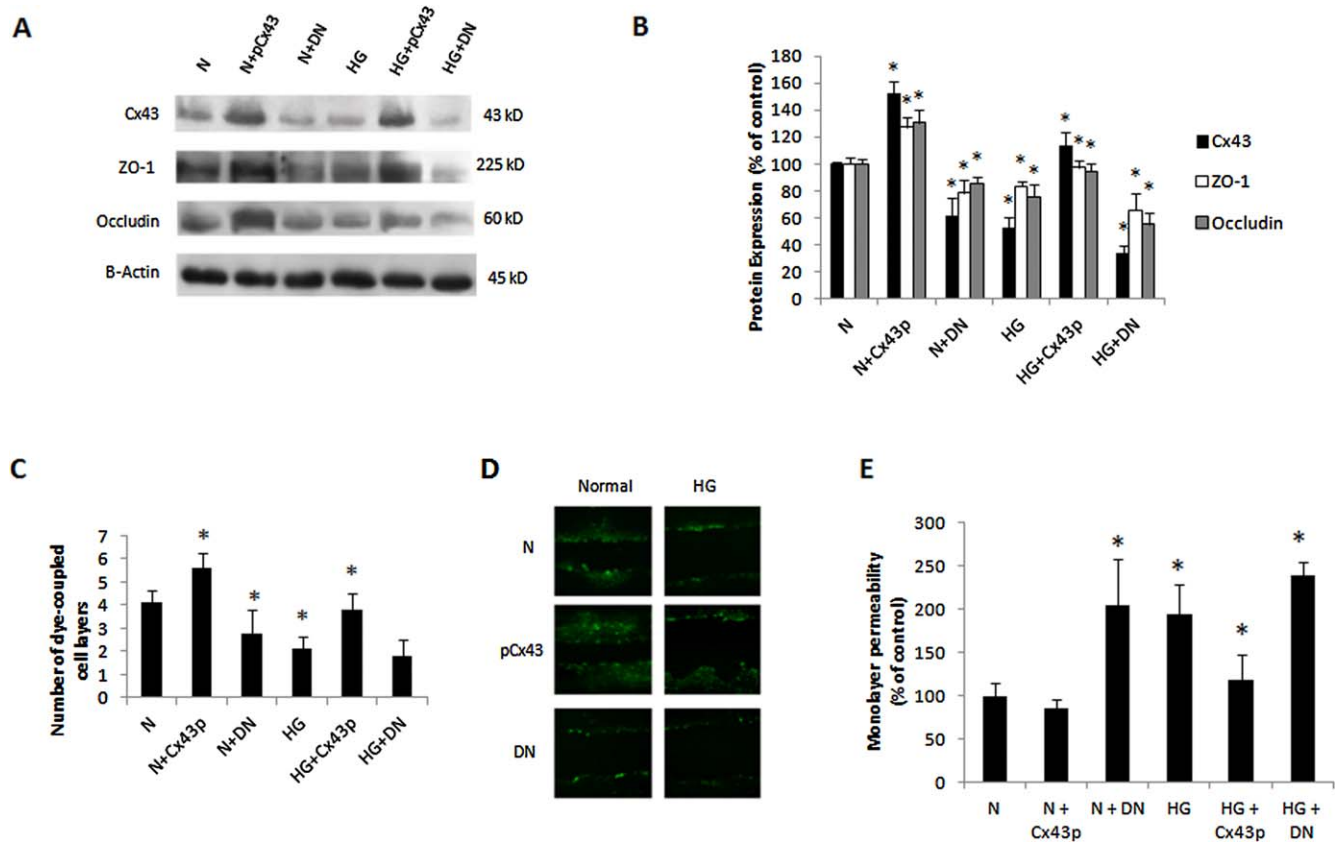 A
N
N+pCx43
N+DN
HG
HG+pCx43
HG+DN
Cx43
43 kD
ZO-1
225 kD
Occludin
60 kD
B-Actin
45 kD
B
Protein Expression (% of control)
180
160
140
120
100
80
60
40
20
0
* * * * * * * * * * * * * * *
N
N+Cx43p
N+DN
HG
HG+Cx43p
HG+DN
Cx43
ZO-1
Occludin
C
Number of dye-coupled
cell layers
7
6
5
4
3
2
1
0
* * * *
N
N+Cx43p
N+DN
HG
HG+Cx43p
HG+DN
D
Normal
HG
N
pCx43
DN
E
Monolayer permeability
(% of control)
300
250
200
150
100
50
0
* * * *
N
N +
Cx43p
N + DN
HG
HG +
Cx43p
HG +
DN